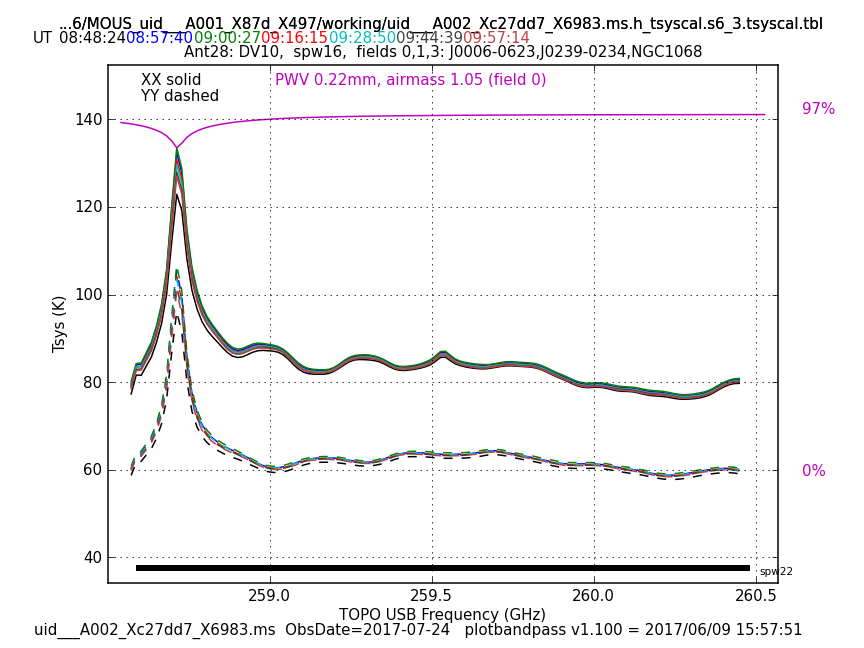 ...6/MOUS_uid___A001_X87d_X497/working/uid___A002_Xc27dd7_X6983.ms.h_tsyscal.s6_3.tsyscal.tbl
UT 08:48:24 08:57:40 09:00:27 09:16:15 09:28:50 09:44:39 09:57:14
Ant28: DV10, spw16, fields 0,1,3: J0006-0623,J0239-0234,NGC1068
XX solid
PWV 0.22mm, airmass 1.05 (field 0)
YY dashed
97%
140
120
100
80
60
40
0%
Tsys (K)
spw22
259.0 259.5 260.0 260.5
TOPO USB Frequency (GHz)
uid___A002_Xc27dd7_X6983.ms ObsDate=2017-07-24 plotbandpass v1.100 = 2017/06/09 15:57:51